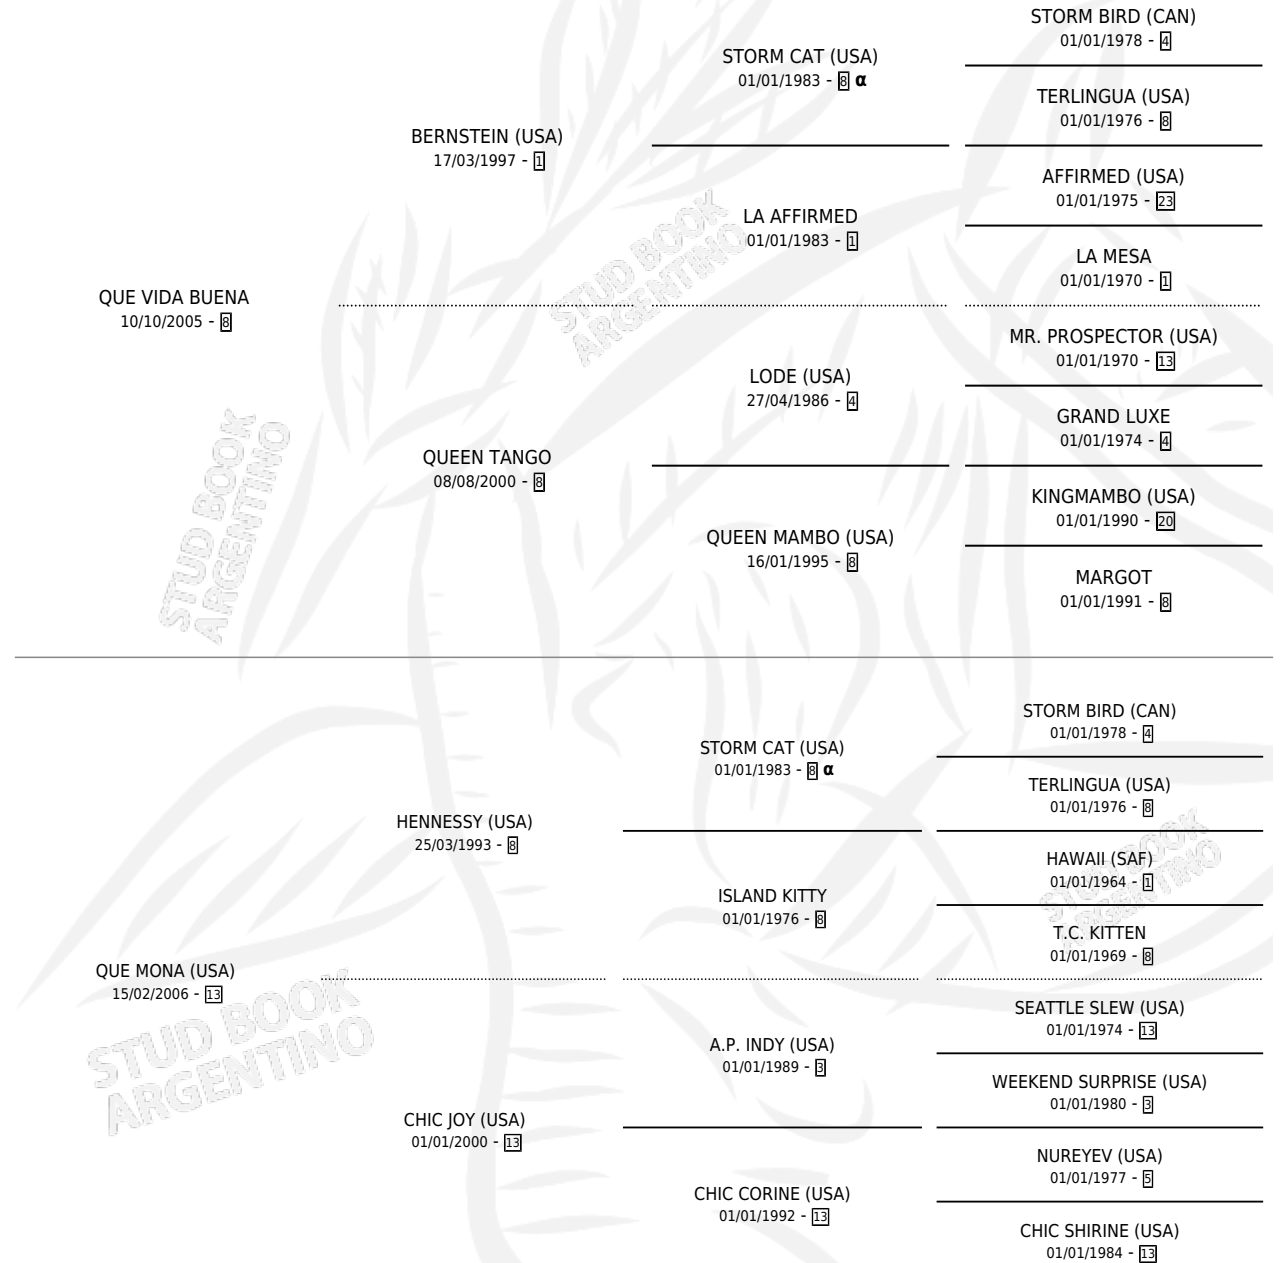 STORM BIRD (CAN)
01/01/1978 - 4
STORM CAT (USA)
01/01/1983 - 8 α
TERLINGUA (USA)
01/01/1976 - 8
BERNSTEIN (USA)
17/03/1997 - 1
AFFIRMED (USA)
01/01/1975 - 23
LA AFFIRMED
01/01/1983 - 1
LA MESA
01/01/1970 - 1
QUE VIDA BUENA
10/10/2005 - 8
MR. PROSPECTOR (USA)
01/01/1970 - 13
LODE (USA)
27/04/1986 - 4
GRAND LUXE
01/01/1974 - 4
QUEEN TANGO
08/08/2000 - 8
KINGMAMBO (USA)
01/01/1990 - 20
QUEEN MAMBO (USA)
16/01/1995 - 8
MARGOT
01/01/1991 - 8
STUD BOOK
ARGENTINO
STUD BOOK
ARGENTINO
STORM BIRD (CAN)
01/01/1978 - 4
STORM CAT (USA)
01/01/1983 - 8 α
TERLINGUA (USA)
01/01/1976 - 8
HENNESSY (USA)
25/03/1993 - 8
HAWAII (SAF)
01/01/1964 - 1
ISLAND KITTY
01/01/1976 - 8
T.C. KITTEN
01/01/1969 - 8
QUE MONA (USA)
15/02/2006 - 13
SEATTLE SLEW (USA)
01/01/1974 - 13
A.P. INDY (USA)
01/01/1989 - 3
WEEKEND SURPRISE (USA)
01/01/1980 - 3
CHIC JOY (USA)
01/01/2000 - 13
NUREYEV (USA)
01/01/1977 - 5
CHIC CORINE (USA)
01/01/1992 - 13
CHIC SHIRINE (USA)
01/01/1984 - 13
STUD BOOK
ARGENTINO
STUD BOOK
ARGENTINO